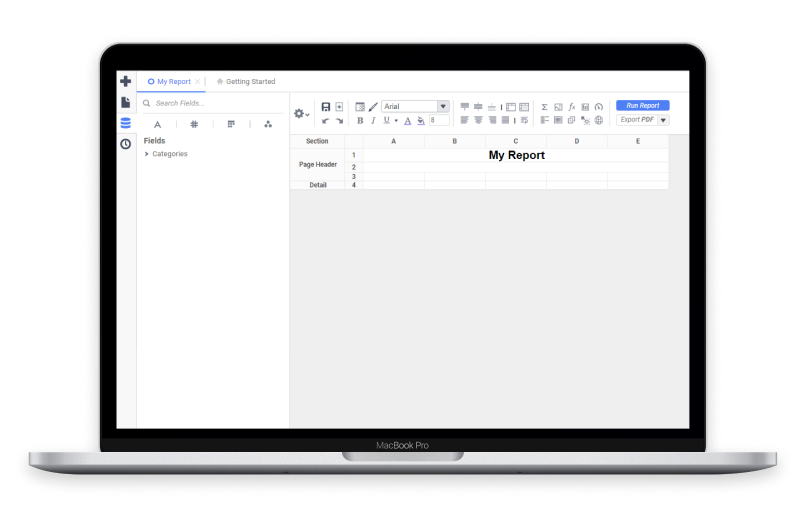 My Report
Getting Started
Search Fields...
Fields
Categories
Arial
B I U A 8
Σ fx
Run Report
Export PDF
Section A B C D E
Page Header
1 My Report
2
3
Detail 4
MacBook Pro